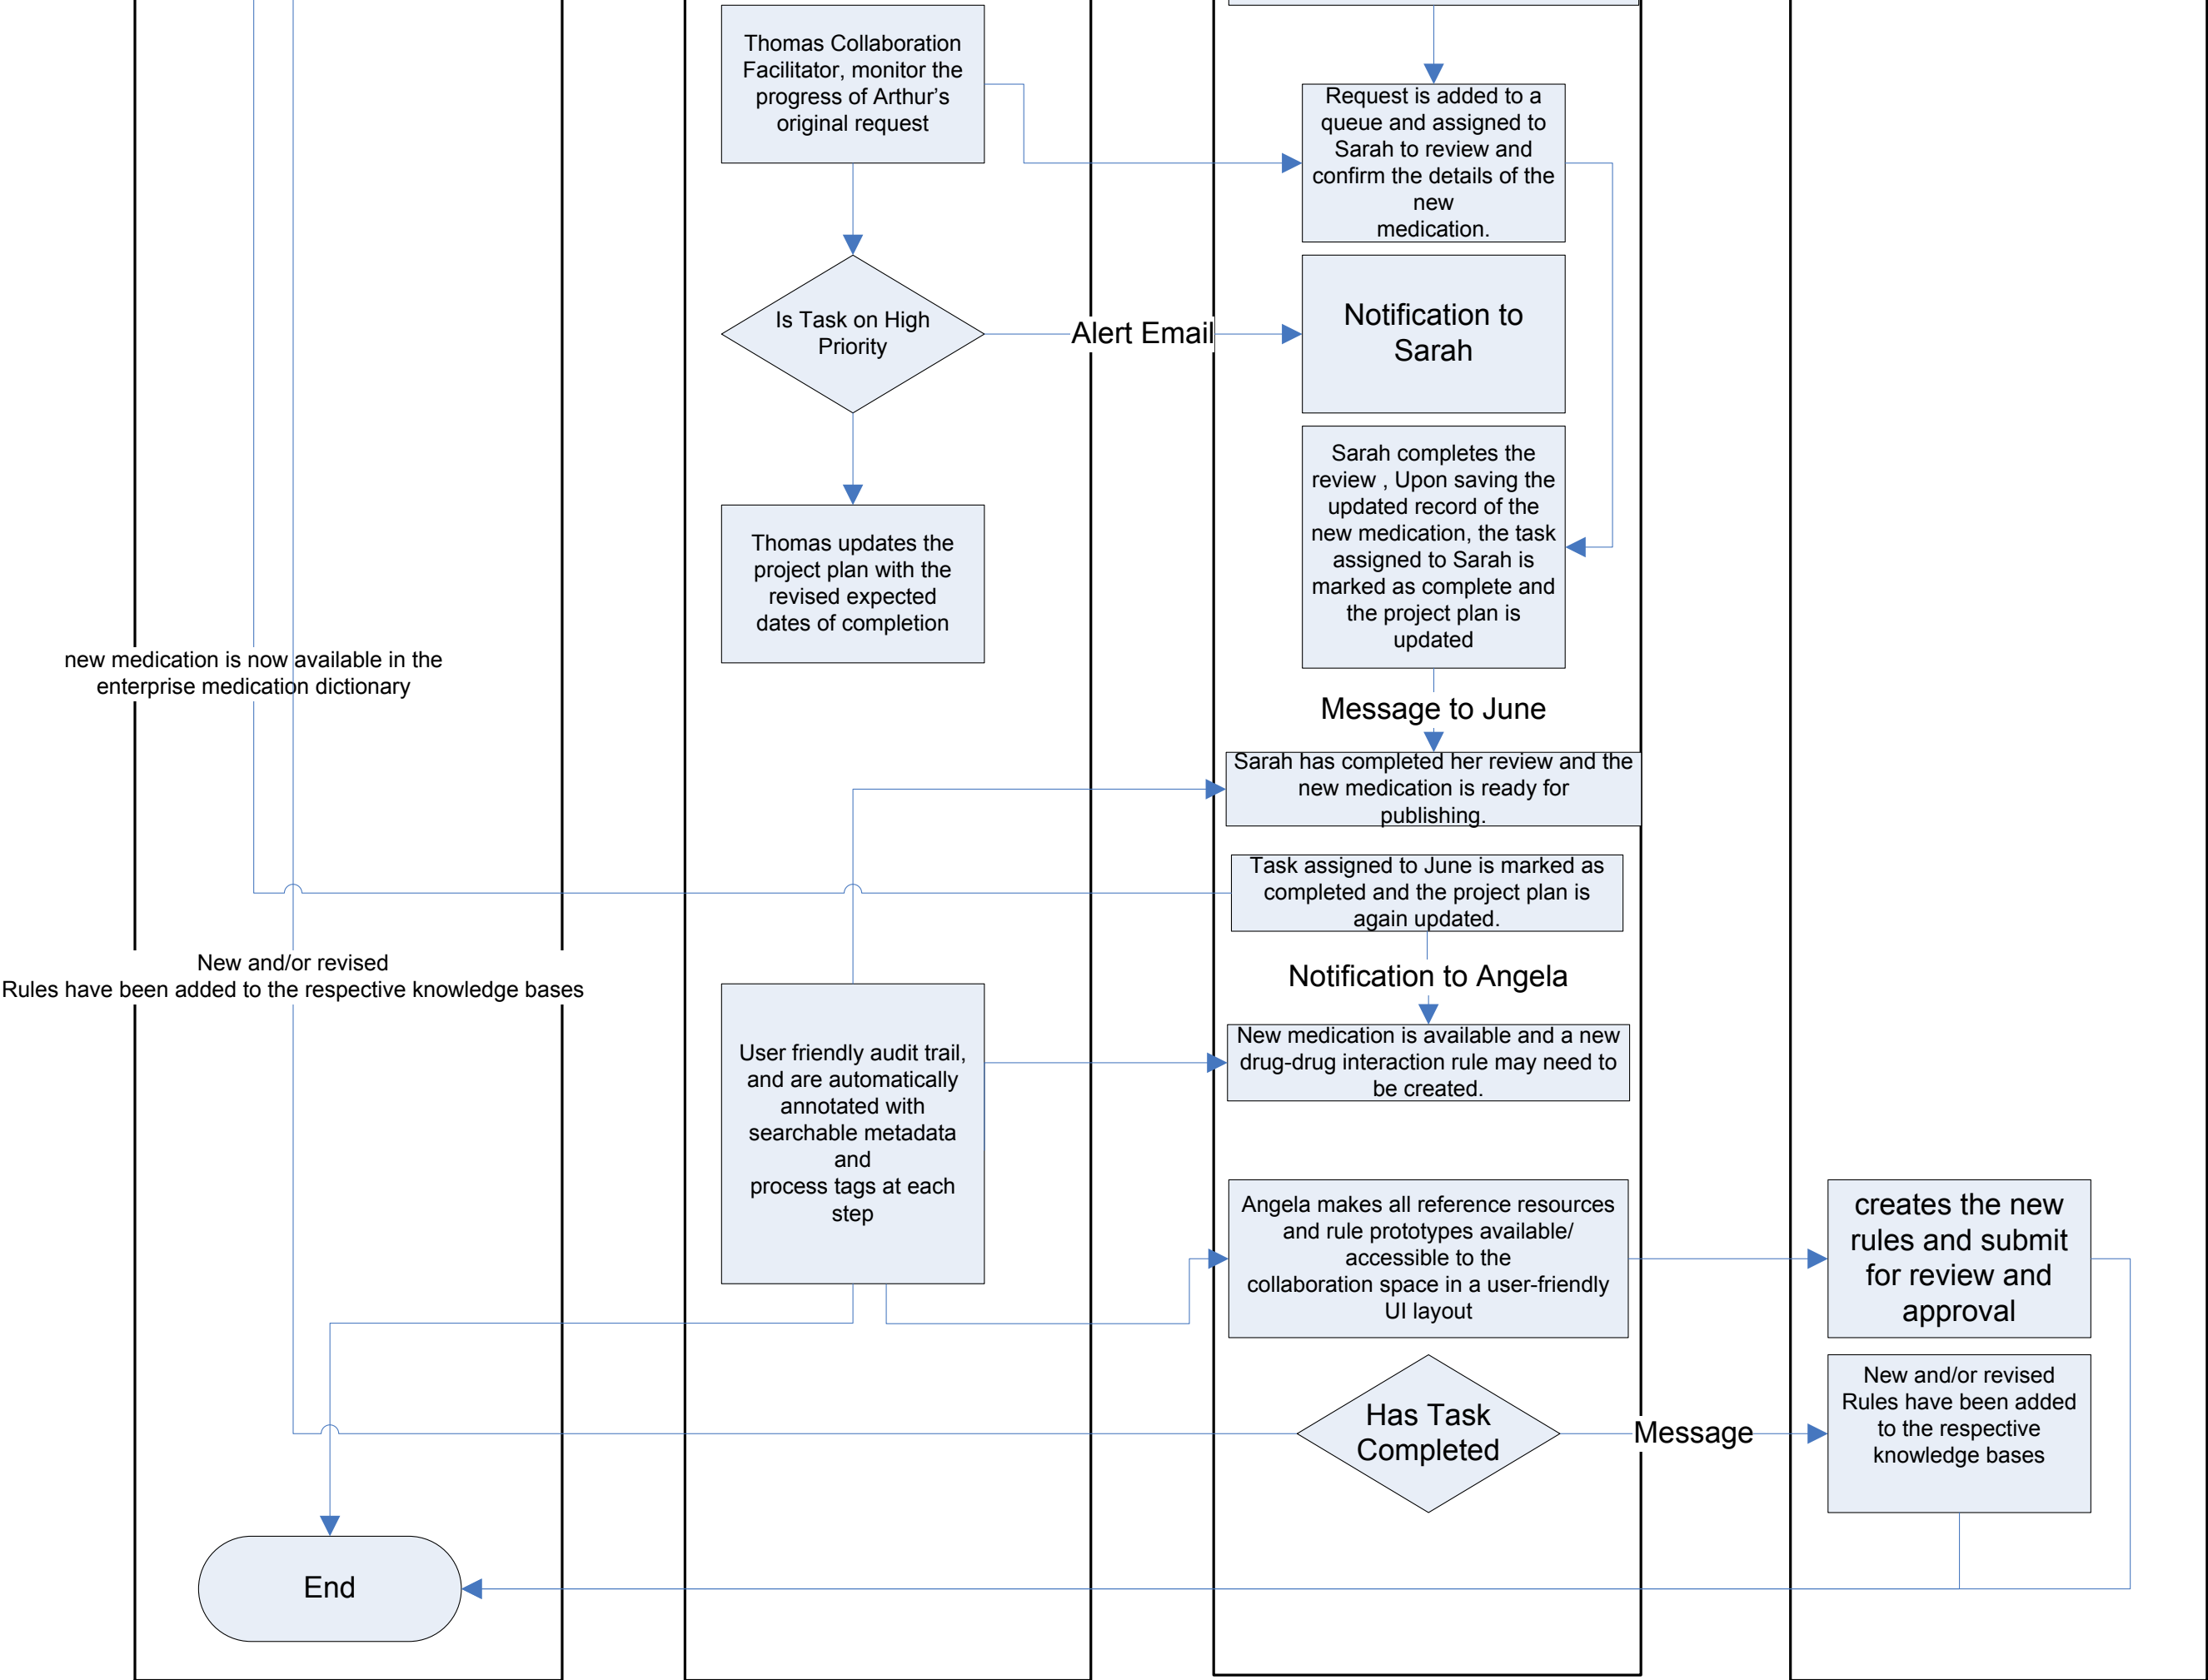 Thomas Collaboration
Facilitator, monitor the
progress of Arthur’s
original request
Request is added to a
queue and assigned to
Sarah to review and
confirm the details of the
new
medication.
Is Task on High
Priority
Alert Email
Notification to
Sarah
Thomas updates the
project plan with the
revised expected
dates of completion
Sarah completes the
review , Upon saving the
updated record of the
new medication, the task
assigned to Sarah is
marked as complete and
the project plan is
updated
new medication is now available in the
enterprise medication dictionary
Message to June
Sarah has completed her review and the
new medication is ready for
publishing.
Task assigned to June is marked as
completed and the project plan is
again updated.
New and/or revised
Rules have been added to the respective knowledge bases
Notification to Angela
User friendly audit trail,
and are automatically
annotated with
searchable metadata
and
process tags at each
step
New medication is available and a new
drug-drug interaction rule may need to
be created.
Angela makes all reference resources
and rule prototypes available/
accessible to the
collaboration space in a user-friendly
UI layout
creates the new
rules and submit
for review and
approval
Has Task
Completed
Message
New and/or revised
Rules have been added
to the respective
knowledge bases
End